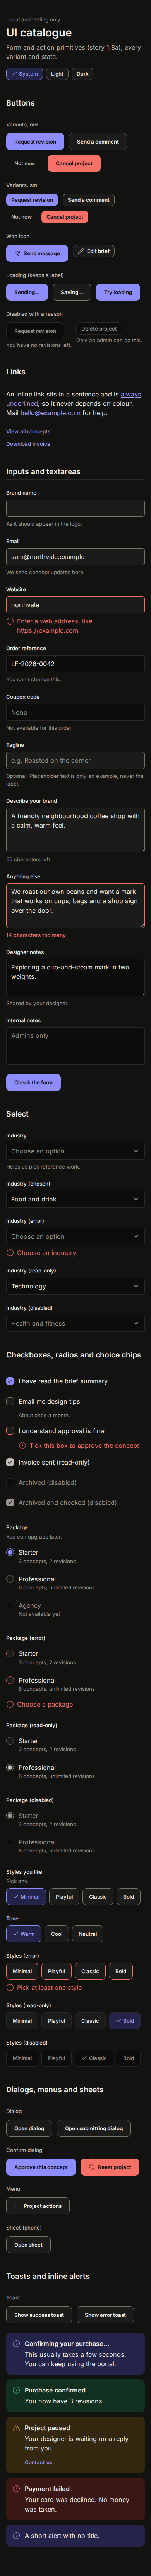 Local and testing only
UI catalogue
Form and action primitives (story 1.8a), every
variant and state.
System
Light
Dark
Buttons
Variants, md
Request revision
Send a comment
Not now
Cancel project
Variants, sm
Request revision
Send a comment
Not now
Cancel project
With icon
Send message
Edit brief
Loading (keeps a label)
Sending…
Saving…
Try loading
Disabled with a reason
Request revision
Delete project
You have no revisions left.
Only an admin can do this.
Links
An inline link sits in a sentence and is always
underlined, so it never depends on colour.
Mail hello@example.com for help.
View all concepts
Download invoice
Inputs and textareas
Brand name
As it should appear in the logo.
Email
sam@northvale.example
We send concept updates here.
Website
northvale
Enter a web address, like
https://example.com
Order reference
LF-2026-0042
You can't change this.
Coupon code
None
Not available for this order.
Tagline
e.g. Roasted on the corner
Optional. Placeholder text is only an example, never the
label.
Describe your brand
A friendly neighbourhood coffee shop with
a calm, warm feel.
60 characters left
Anything else
We roast our own beans and want a mark
that works on cups, bags and a shop sign
over the door.
14 characters too many
Designer notes
Exploring a cup-and-steam mark in two
weights.
Shared by your designer.
Internal notes
Admins only
Check the form
Select
Industry
Choose an option
Helps us pick reference work.
Industry (chosen)
Food and drink
Industry (error)
Choose an option
Choose an industry
Industry (read-only)
Technology
Industry (disabled)
Health and fitness
Checkboxes, radios and choice chips
I have read the brief summary
Email me design tips
About once a month.
I understand approval is final
Tick this box to approve the concept
Invoice sent (read-only)
Archived (disabled)
Archived and checked (disabled)
Package
You can upgrade later.
Starter
3 concepts, 2 revisions
Professional
6 concepts, unlimited revisions
Agency
Not available yet
Package (error)
Starter
3 concepts, 2 revisions
Professional
6 concepts, unlimited revisions
Choose a package
Package (read-only)
Starter
3 concepts, 2 revisions
Professional
6 concepts, unlimited revisions
Package (disabled)
Starter
3 concepts, 2 revisions
Professional
6 concepts, unlimited revisions
Styles you like
Pick any.
Minimal
Playful
Classic
Bold
Tone
Warm
Cool
Neutral
Styles (error)
Minimal
Playful
Classic
Bold
Pick at least one style
Styles (read-only)
Minimal
Playful
Classic
Bold
Styles (disabled)
Minimal
Playful
Classic
Bold
Dialogs, menus and sheets
Dialog
Open dialog
Open submitting dialog
Confirm dialog
Approve this concept
Reset project
Menu
Project actions
Sheet (phone)
Open sheet
Toasts and inline alerts
Toast
Show success toast
Show error toast
Confirming your purchase…
This usually takes a few seconds.
You can keep using the portal.
Purchase confirmed
You now have 3 revisions.
Project paused
Your designer is waiting on a reply
from you.
Contact us
Payment failed
Your card was declined. No money
was taken.
A short alert with no title.